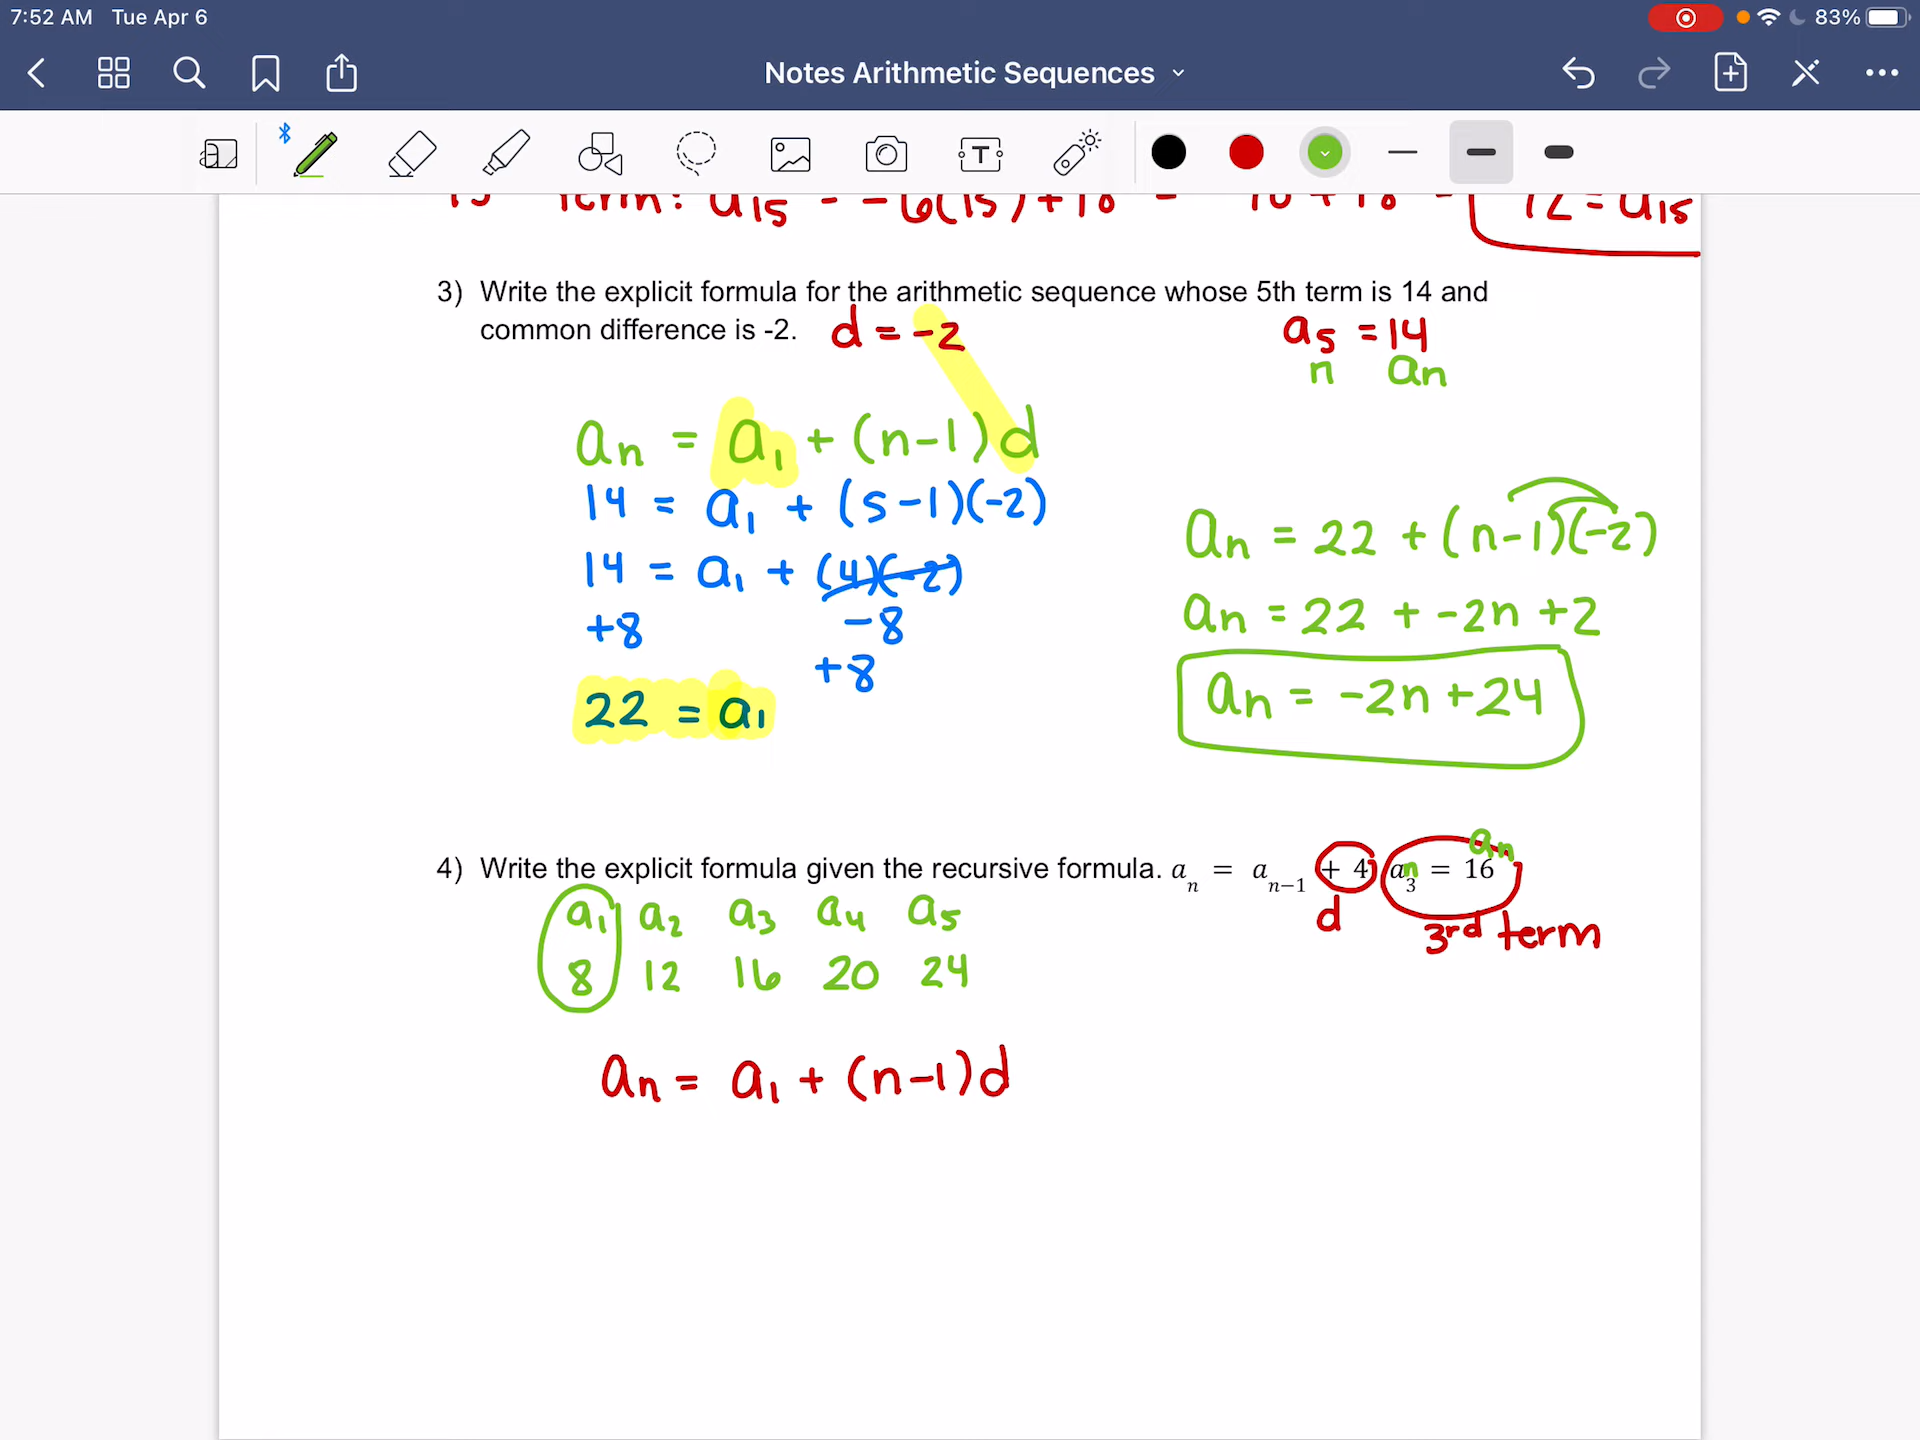 7:52 AM Tue Apr 6 83%
Notes Arithmetic Sequences
term: a15 = -6(15)+18 = 12 = a15
3) Write the explicit formula for the arithmetic sequence whose 5th term is 14 and
common difference is -2. d = -2 a5 = 14
n an
an = a1 + (n-1)d
14 = a1 + (5-1)(-2)
an = 22 + (n-1)(-2)
14 = a1 + (4)(-2)
+8 -8
an = 22 + -2n +2
+8
22 = a1
an = -2n+24
an
4) Write the explicit formula given the recursive formula. an = an−1 + 4, a3 = 16
n
a1 a2 a3 a4 a5
d 3rd term
8 12 16 20 24
an = a1 + (n-1)d